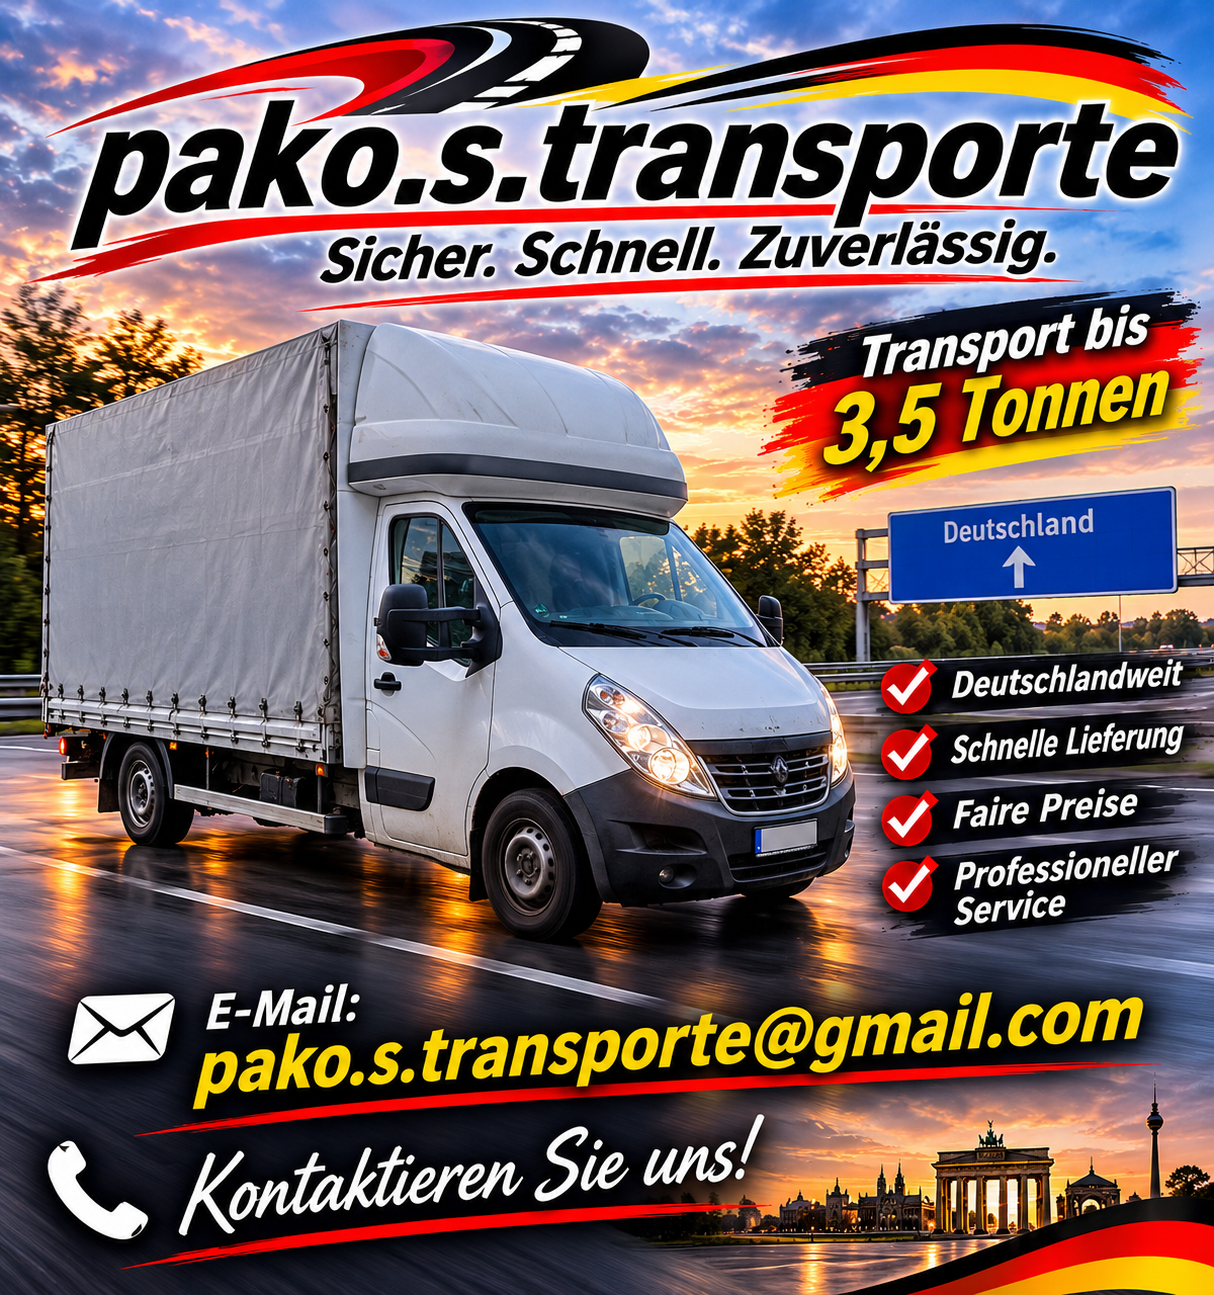 pako.s.transporte
Sicher. Schnell. Zuverlässig.
Transport bis
3,5 Tonnen
Deutschland
Deutschlandweit
Schnelle Lieferung
Faire Preise
Professioneller
Service
E-Mail:
pako.s.transporte@gmail.com
Kontaktieren Sie uns!